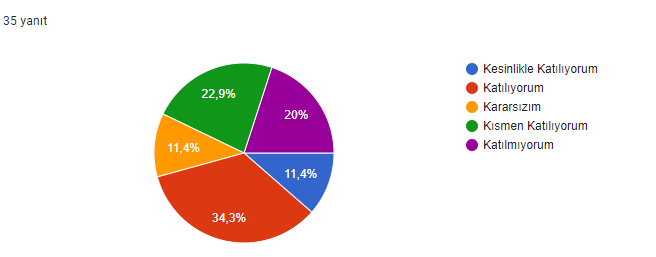 35 yanıt
Kesinlikle Katılıyorum
Katılıyorum
Kararsızım
Kısmen Katılıyorum
Katılmıyorum
22,9%
20%
11,4%
11,4%
34,3%